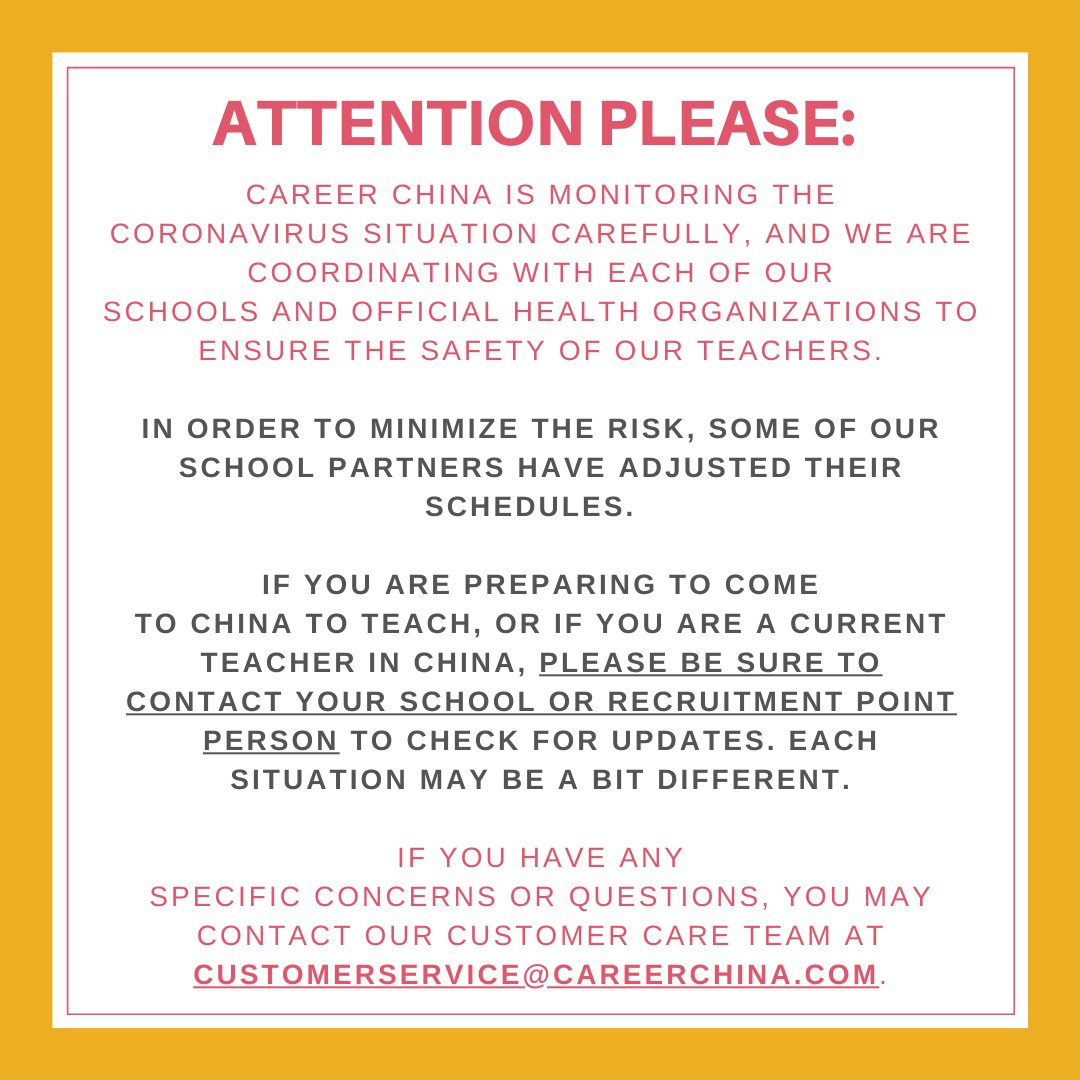 ATTENTION PLEASE:
CAREER CHINA IS MONITORING THE
CORONAVIRUS SITUATION CAREFULLY, AND WE ARE
COORDINATING WITH EACH OF OUR
SCHOOLS AND OFFICIAL HEALTH ORGANIZATIONS TO
ENSURE THE SAFETY OF OUR TEACHERS.
IN ORDER TO MINIMIZE THE RISK, SOME OF OUR
SCHOOL PARTNERS HAVE ADJUSTED THEIR
SCHEDULES.
IF YOU ARE PREPARING TO COME
TO CHINA TO TEACH, OR IF YOU ARE A CURRENT
TEACHER IN CHINA, PLEASE BE SURE TO
CONTACT YOUR SCHOOL OR RECRUITMENT POINT
PERSON TO CHECK FOR UPDATES. EACH
SITUATION MAY BE A BIT DIFFERENT.
IF YOU HAVE ANY
SPECIFIC CONCERNS OR QUESTIONS, YOU MAY
CONTACT OUR CUSTOMER CARE TEAM AT
CUSTOMERSERVICE@CAREERCHINA.COM.